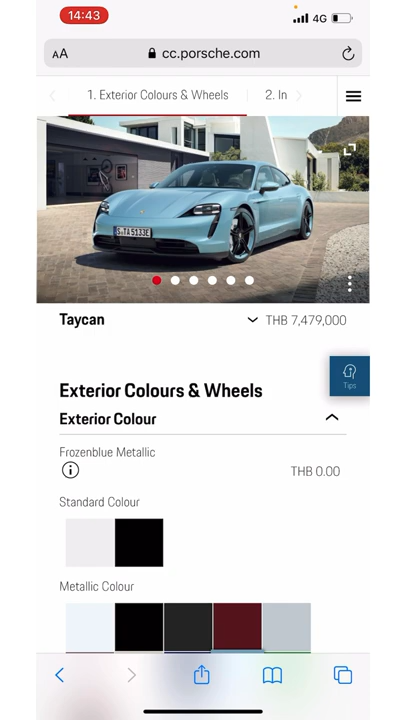 14:43
4G
AA
cc.porsche.com
1. Exterior Colours & Wheels
2. In
S·TA 5133E
Taycan
THB 7,479,000
Tips
Exterior Colours & Wheels
Exterior Colour
Frozenblue Metallic
THB 0.00
Standard Colour
Metallic Colour